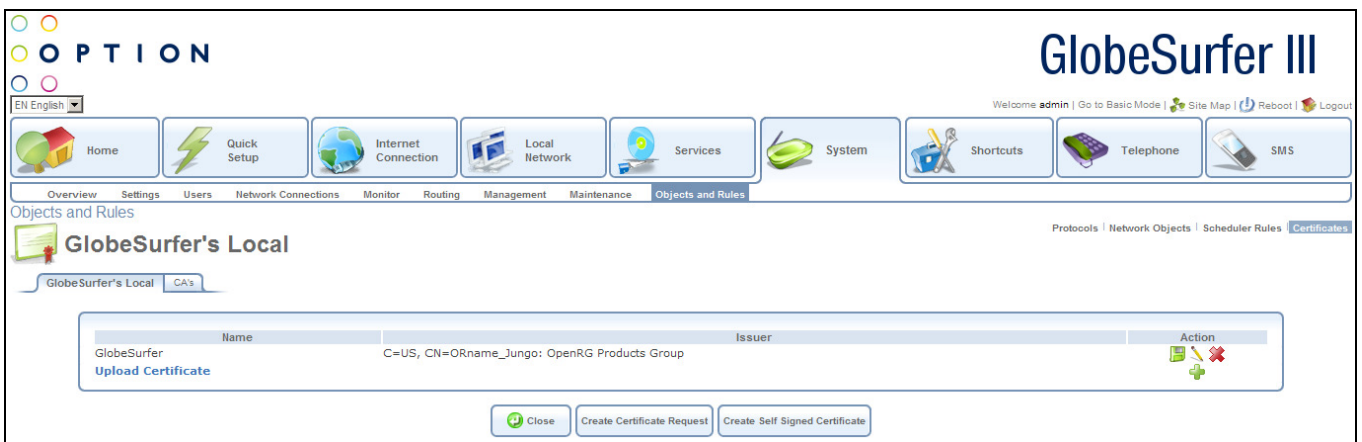 OPTION
GlobeSurfer III
EN English
Welcome admin | Go to Basic Mode | Site Map | Reboot | Logout
Home
Quick Setup
Internet Connection
Local Network
Services
System
Shortcuts
Telephone
SMS
Overview Settings Users Network Connections Monitor Routing Management Maintenance Objects and Rules
Objects and Rules
Protocols | Network Objects | Scheduler Rules | Certificates
GlobeSurfer's Local
GlobeSurfer's Local CA's
Name Issuer Action
GlobeSurfer C=US, CN=ORname_Jungo: OpenRG Products Group
Upload Certificate
Close Create Certificate Request Create Self Signed Certificate